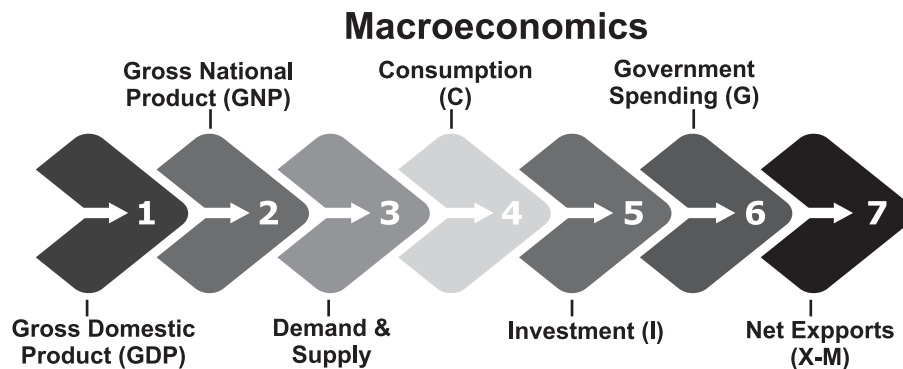 Macroeconomics
Gross National
Product (GNP)
Consumption
(C)
Government
Spending (G)
1
2
3
4
5
6
7
Gross Domestic
Product (GDP)
Demand &
Supply
Investment (I)
Net Expports
(X-M)